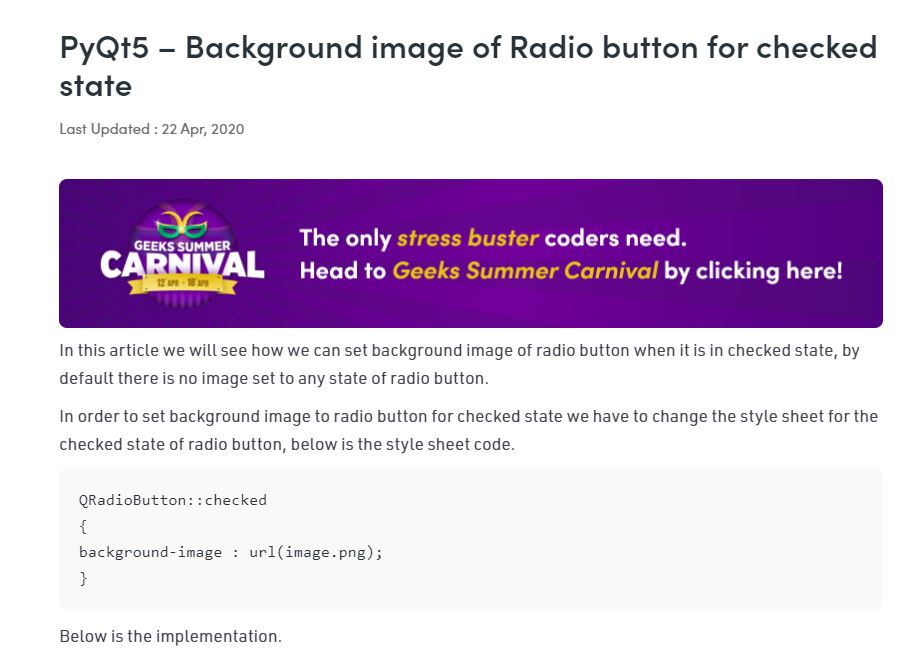 PyQt5 – Background image of Radio button for checked
state
Last Updated : 22 Apr, 2020
GEEKS SUMMER
CARNIVAL
12 APR - 18 APR
The only stress buster coders need.
Head to Geeks Summer Carnival by clicking here!
In this article we will see how we can set background image of radio button when it is in checked state, by
default there is no image set to any state of radio button.
In order to set background image to radio button for checked state we have to change the style sheet for the
checked state of radio button, below is the style sheet code.
QRadioButton::checked
{
background-image : url(image.png);
}
Below is the implementation.